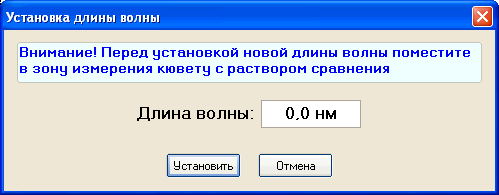 Установка длины волны
Внимание! Перед установкой новой длины волны поместите
в зону измерения кювету с раствором сравнения
Длина волны: 0,0 нм
Установить Отмена